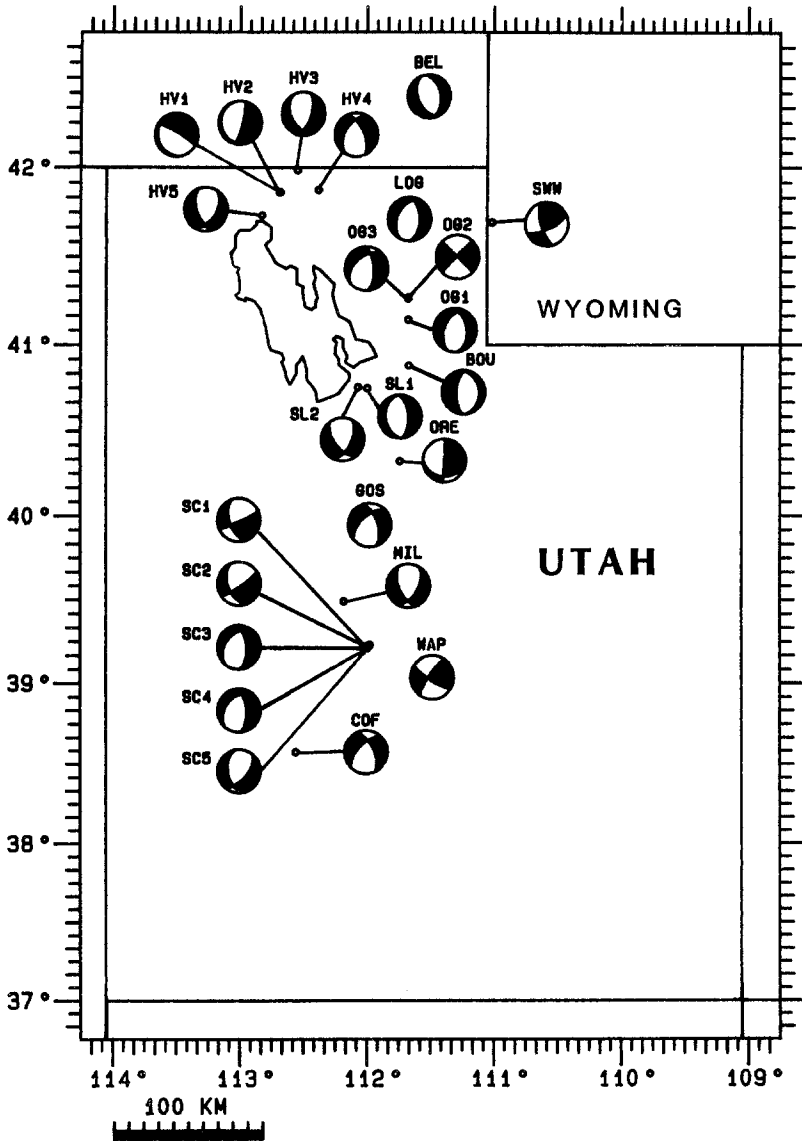 BEL
HV3
HV2
HV4
HV1
42°
LOG
SWW
HV5
OG3
OG2
WYOMING
OG1
41°
BOU
SL1
SL2
OAE
GOS
SC1
40°
MIL
UTAH
SC2
SC3
WAP
39°
SC4
COF
SC5
38°
37°
114° 113° 112° 111° 110° 109°
100 KM